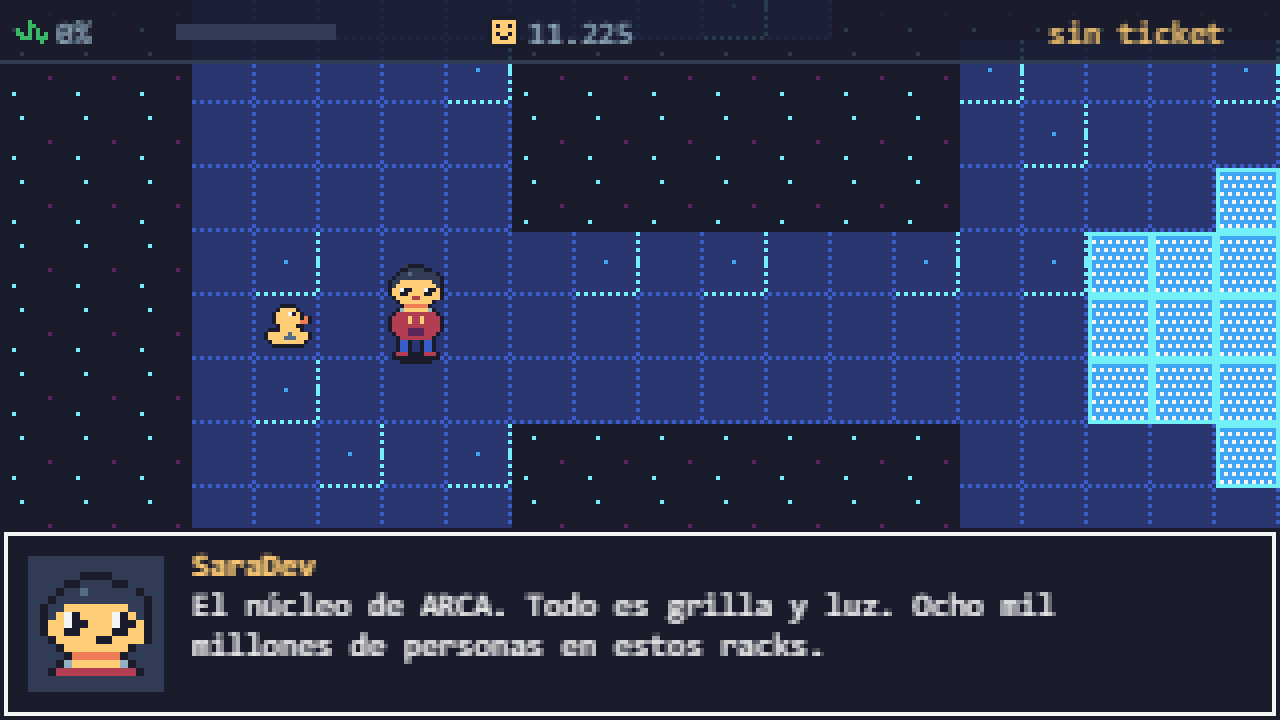 0%
11.225
sin ticket
SaraDev
El núcleo de ARCA. Todo es grilla y luz. Ocho mil
millones de personas en estos racks.